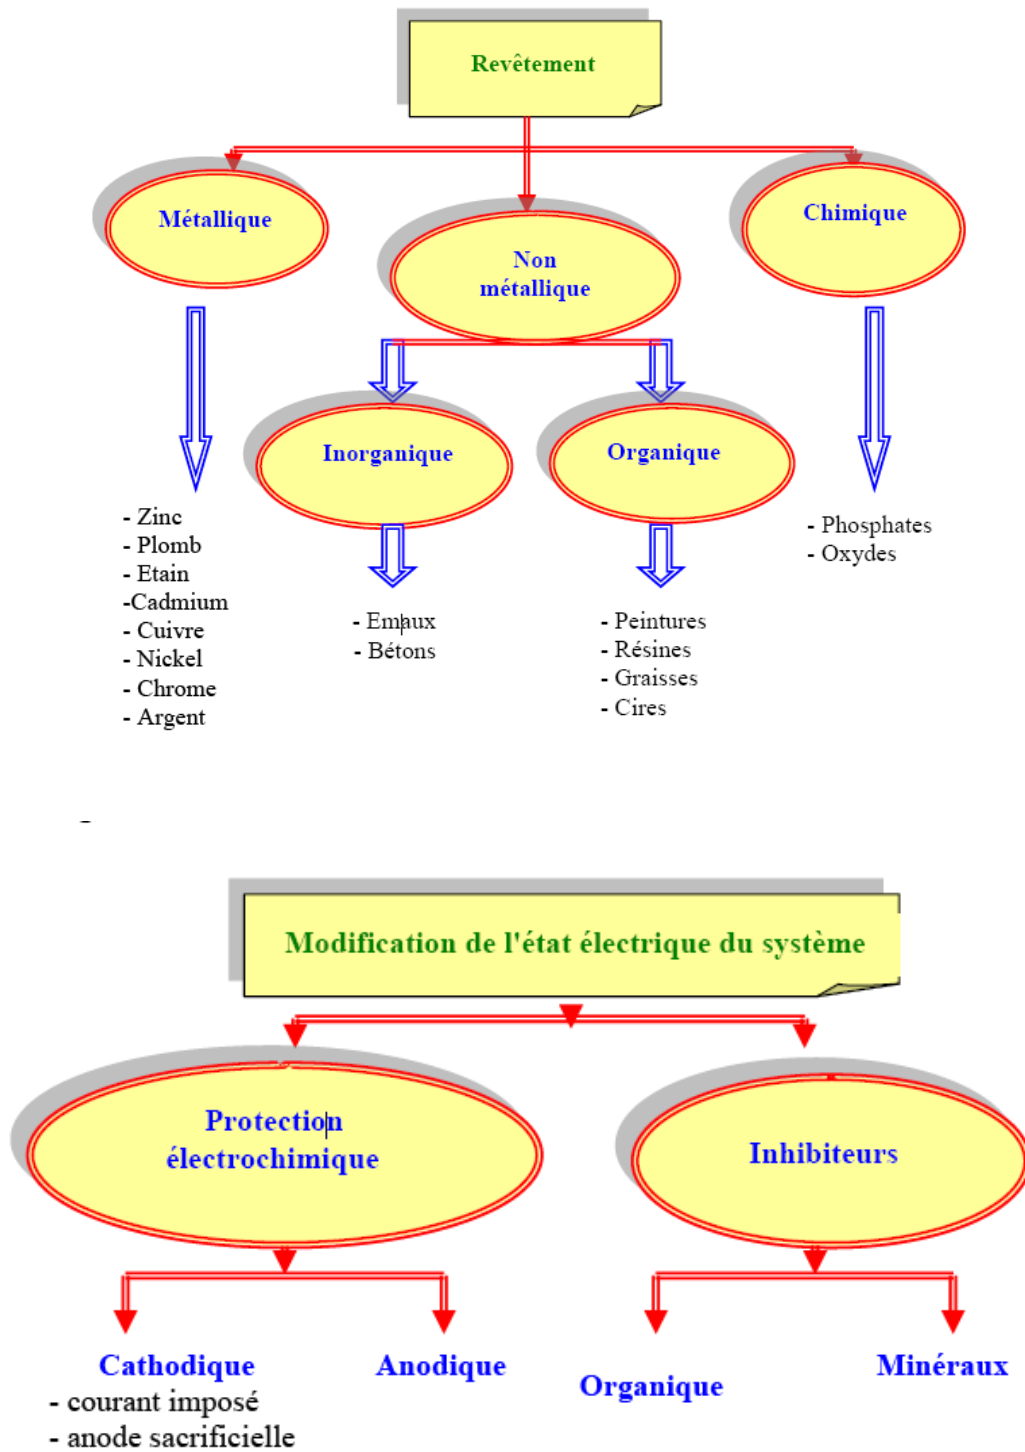 Revêtement
Métallique
Non
métallique
Chimique
Inorganique
Organique
- Zinc
- Plomb
- Etain
-Cadmium
- Cuivre
- Nickel
- Chrome
- Argent
- Emaux
- Bétons
- Peintures
- Résines
- Graisses
- Cires
- Phosphates
- Oxydes
Modification de l'état électrique du système
Protection
électrochimique
Inhibiteurs
Cathodique
- courant imposé
- anode sacrificielle
Anodique
Organique
Minéraux